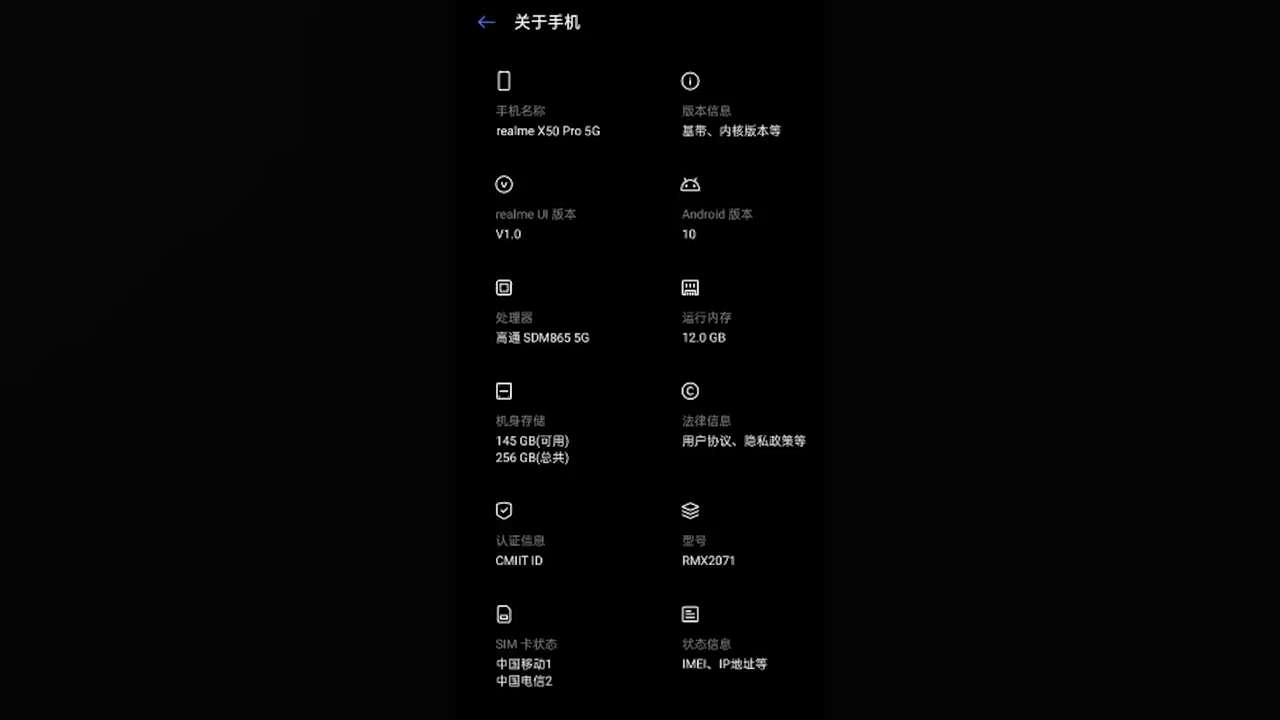 关于手机
手机名称
realme X50 Pro 5G
版本信息
基带、内核版本等
realme UI 版本
V1.0
Android 版本
10
处理器
高通 SDM865 5G
运行内存
12.0 GB
机身存储
145 GB(可用)
256 GB(总共)
法律信息
用户协议、隐私政策等
认证信息
CMIIT ID
型号
RMX2071
SIM 卡状态
中国移动1
中国电信2
状态信息
IMEI、IP地址等